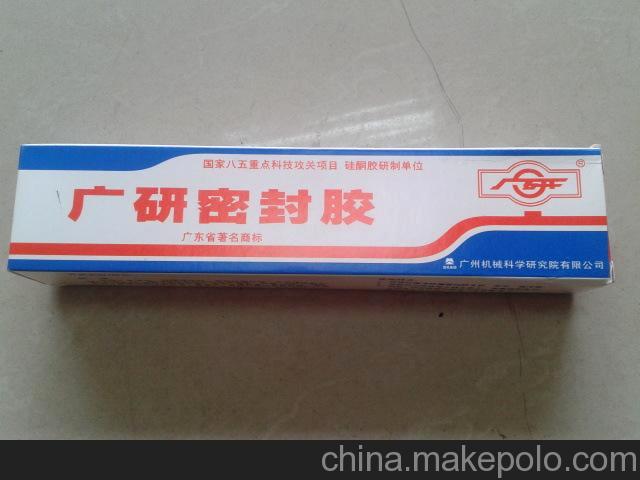 国家八五重点科技攻关项目 硅酮胶研制单位
广研密封胶
广东省著名商标
广研
®
广州机械科学研究院有限公司
china.makepolo.com